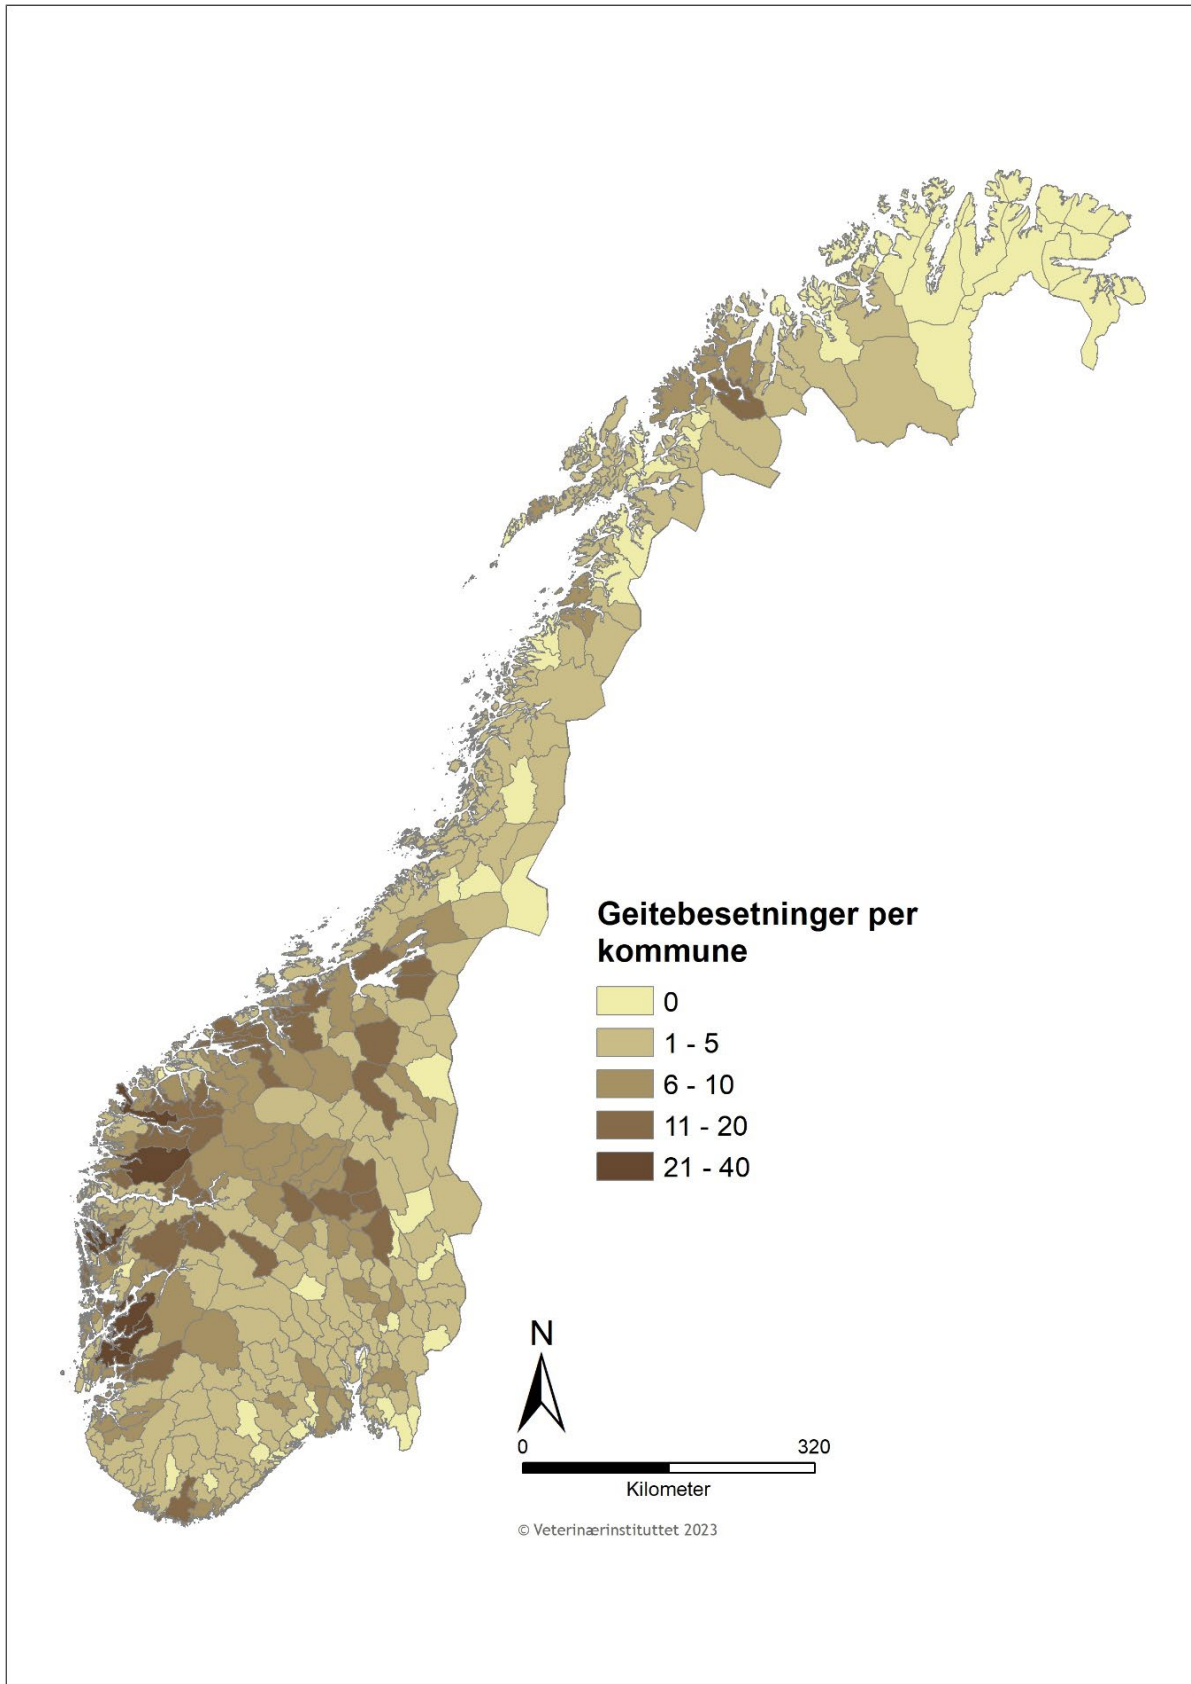 Geitebesetninger per
kommune
0
1 - 5
6 - 10
11 - 20
21 - 40
N
0 320
Kilometer
© Veterinærinstituttet 2023